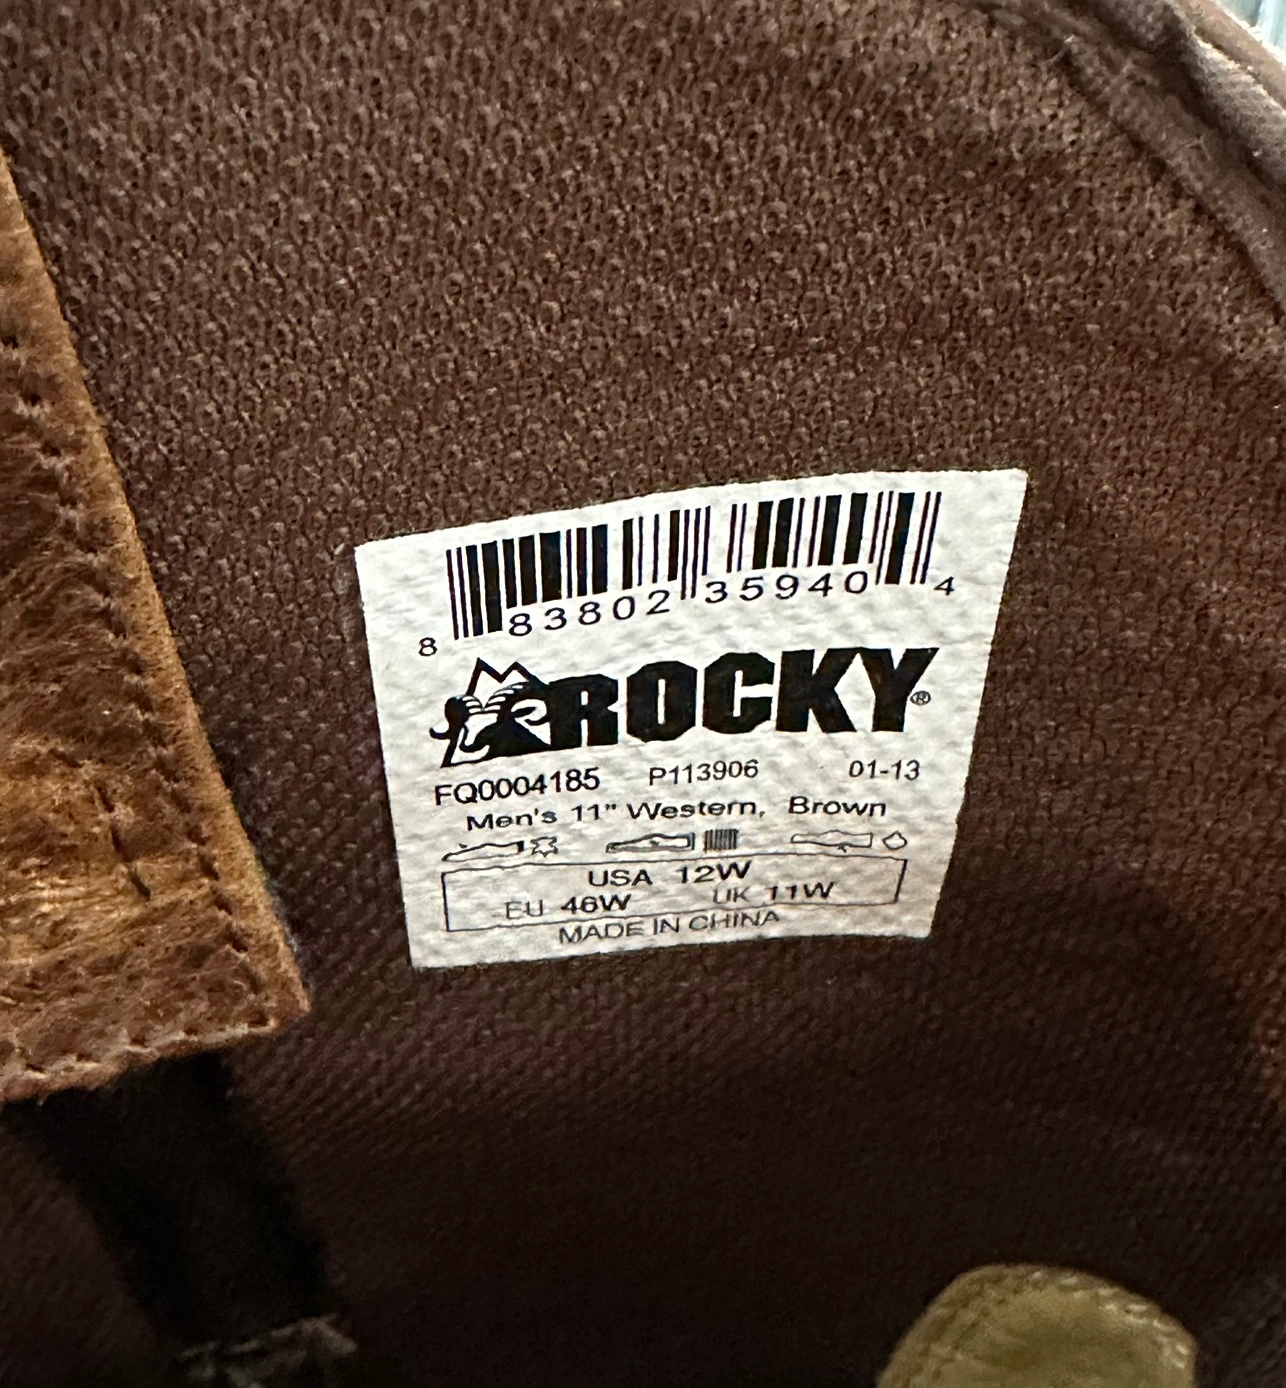 8 83802 35940 4
ROCKY®
FQ0004185 P113906 01-13
Men's 11" Western, Brown
USA 12W
EU 46W UK 11W
MADE IN CHINA